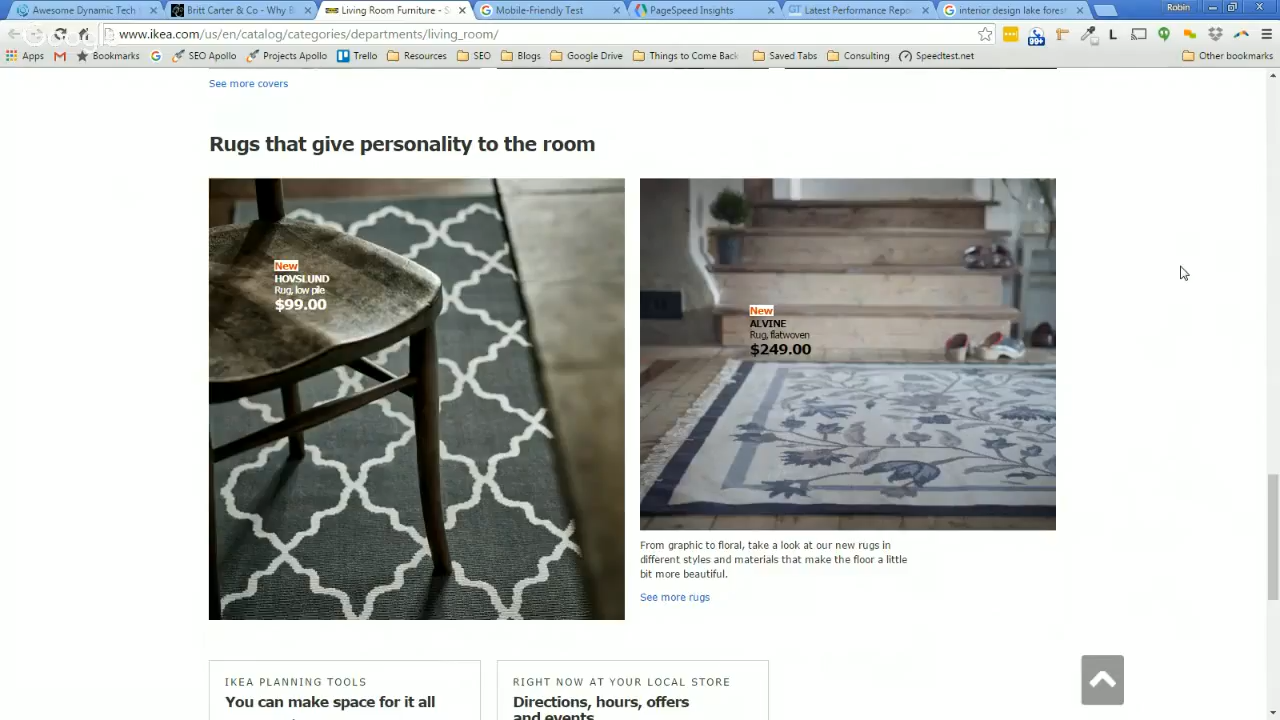 Awesome Dynamic Tech
Britt Carter & Co - Why B
Living Room Furniture - S
Mobile-Friendly Test
PageSpeed Insights
Latest Performance Repo
interior design lake forest
Robin
www.ikea.com/us/en/catalog/categories/departments/living_room/
99+
Apps
Bookmarks
SEO Apollo
Projects Apollo
Trello
Resources
SEO
Blogs
Google Drive
Things to Come Back
Saved Tabs
Consulting
Speedtest.net
Other bookmarks
See more covers
Rugs that give personality to the room
New
HOVSLUND
Rug, low pile
$99.00
New
ALVINE
Rug, flatwoven
$249.00
From graphic to floral, take a look at our new rugs in
different styles and materials that make the floor a little
bit more beautiful.
See more rugs
IKEA PLANNING TOOLS
You can make space for it all
RIGHT NOW AT YOUR LOCAL STORE
Directions, hours, offers
and events